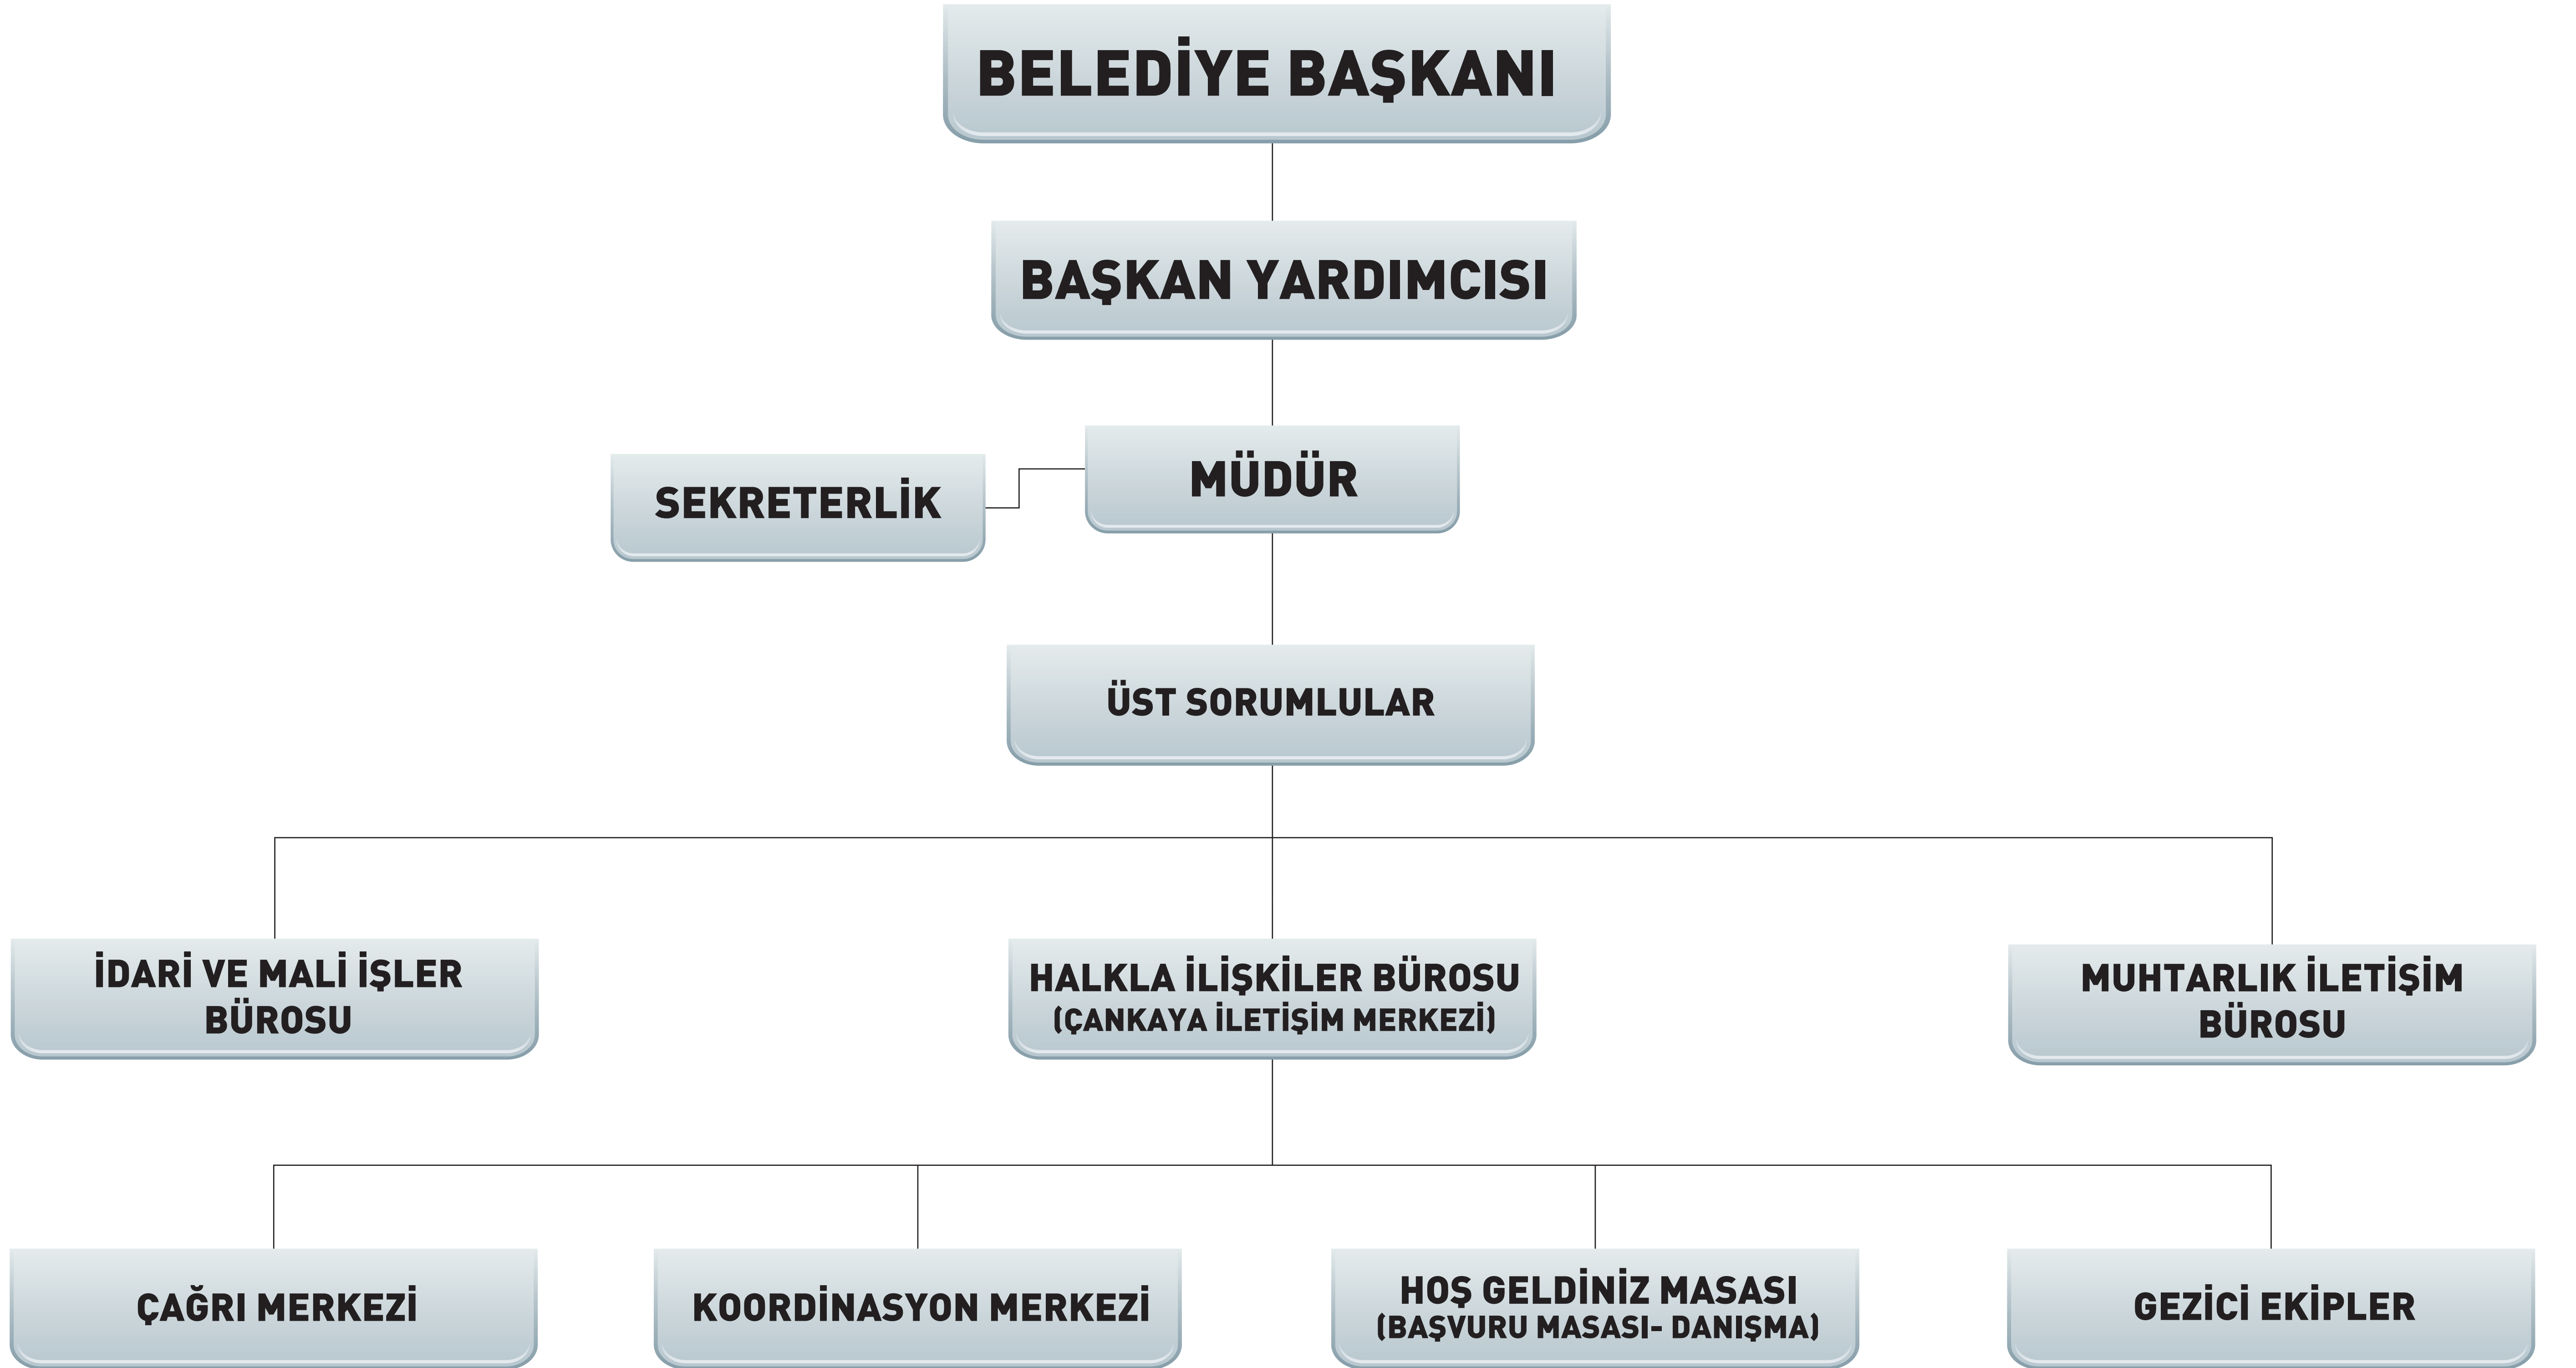 BELEDİYE BAŞKANI
BAŞKAN YARDIMCISI
MÜDÜR
SEKRETERLİK
ÜST SORUMLULAR
İDARİ VE MALİ İŞLER
BÜROSU
HALKLA İLİŞKİLER BÜROSU
(ÇANKAYA İLETİŞİM MERKEZİ)
MUHTARLIK İLETİŞİM
BÜROSU
ÇAĞRI MERKEZİ
KOORDİNASYON MERKEZİ
HOŞ GELDİNİZ MASASI
(BAŞVURU MASASI- DANIŞMA)
GEZİCİ EKİPLER